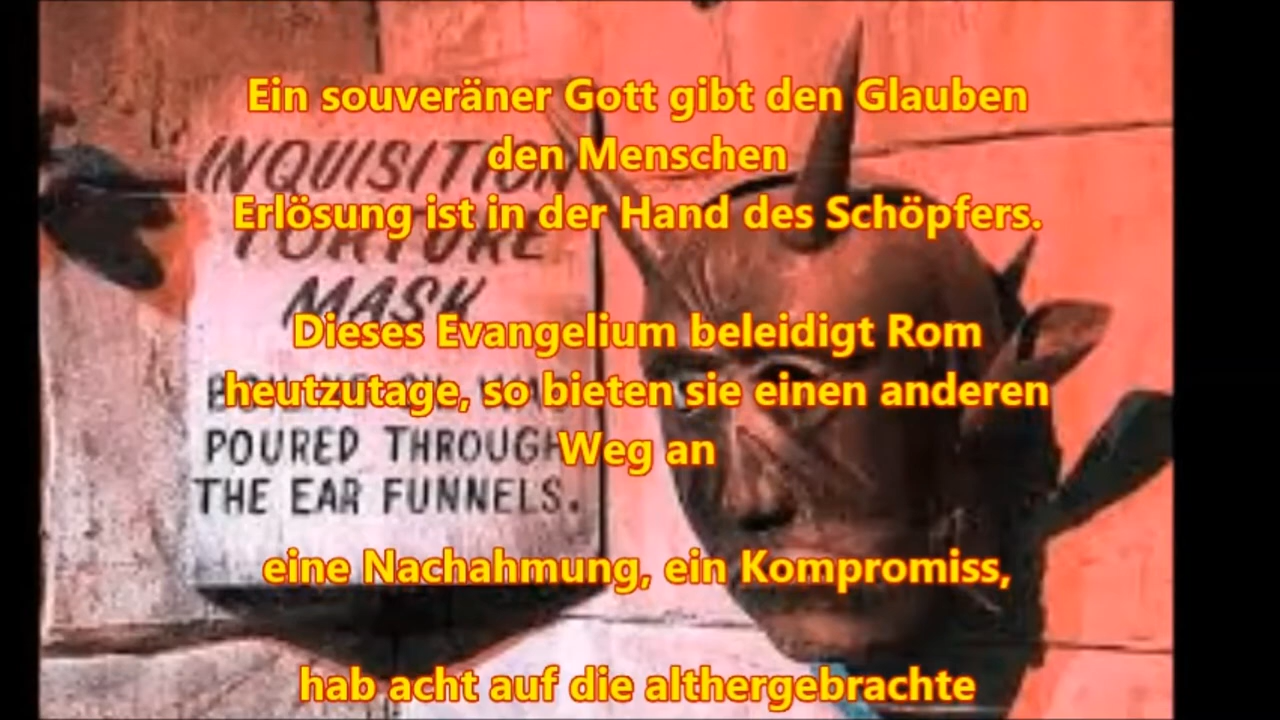 Ein souveräner Gott gibt den Glauben
den Menschen
Erlösung ist in der Hand des Schöpfers.
Dieses Evangelium beleidigt Rom
heutzutage, so bieten sie einen anderen
Weg an
eine Nachahmung, ein Kompromiss,
hab acht auf die althergebrachte
INQUISITION
TORTURE
MASK
POURED THROUGH
THE EAR FUNNELS.